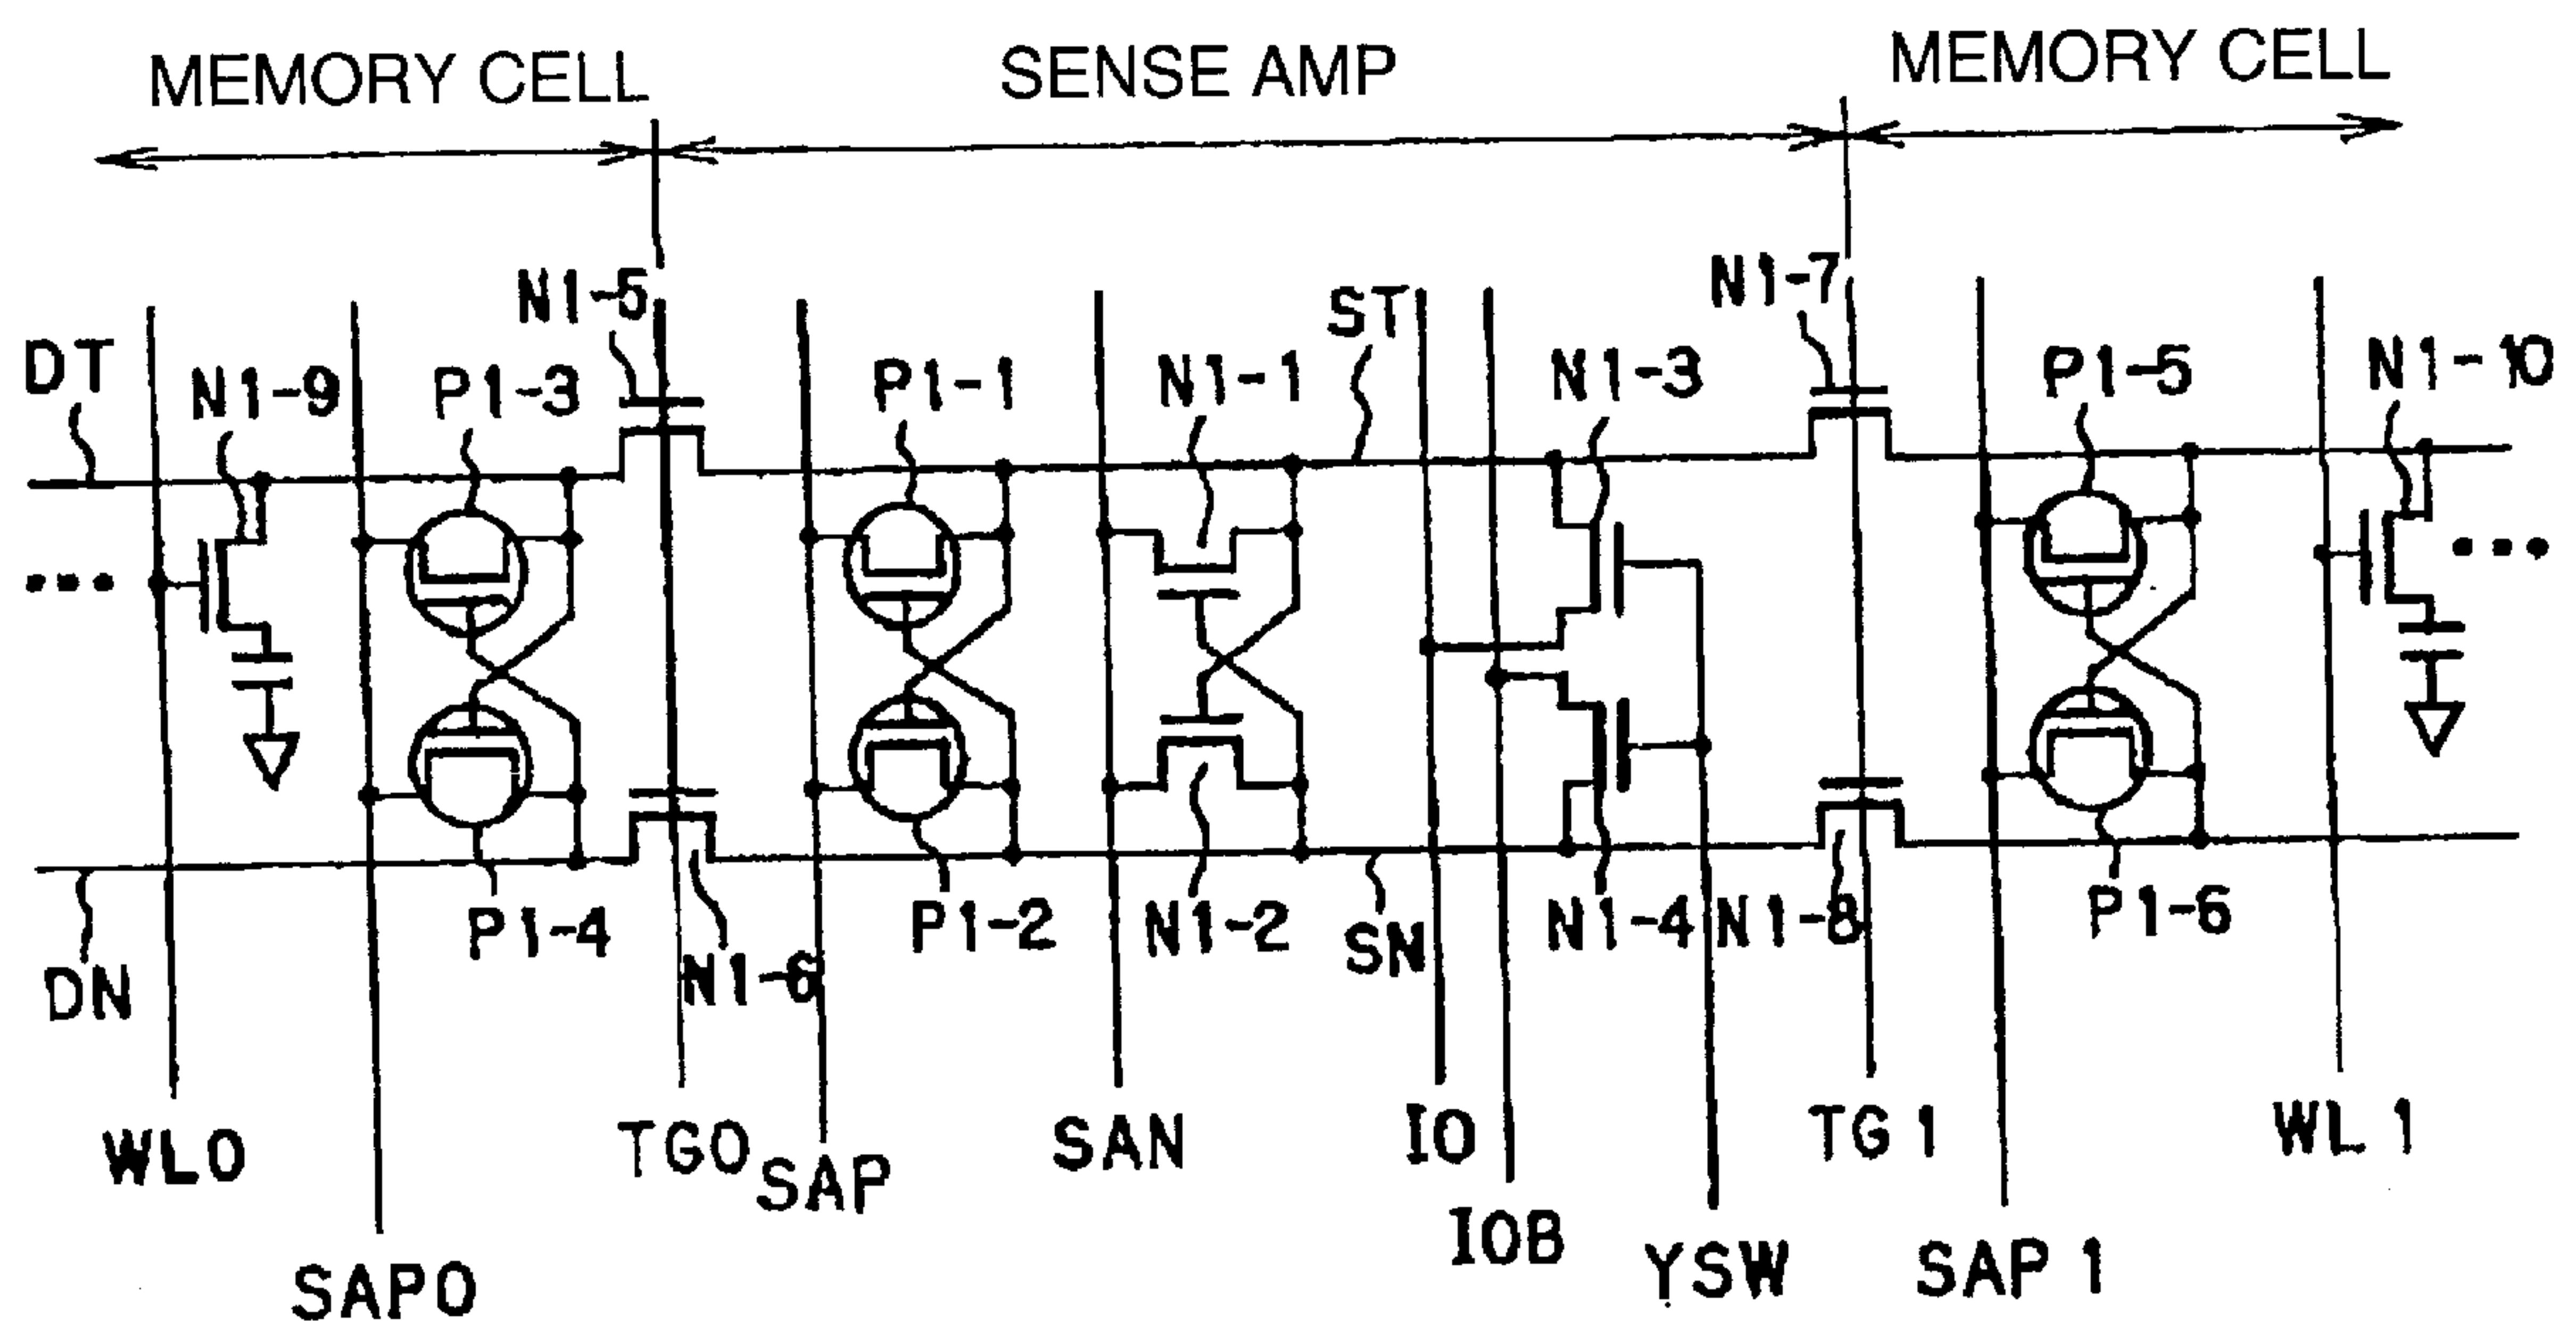 MEMORY CELL
SENSE AMP
MEMORY CELL
N1-5
ST
N1-7
DT
N1-9
P1-3
P1-1
N1-1
N1-3
P1-5
N1-10
P1-4
N1-6
P1-2
N1-2
SN
N1-4
N1-8
P1-6
DN
WL0
SAP0
TG0
SAP
SAN
IO
IOB
YSW
TG1
SAP1
WL1